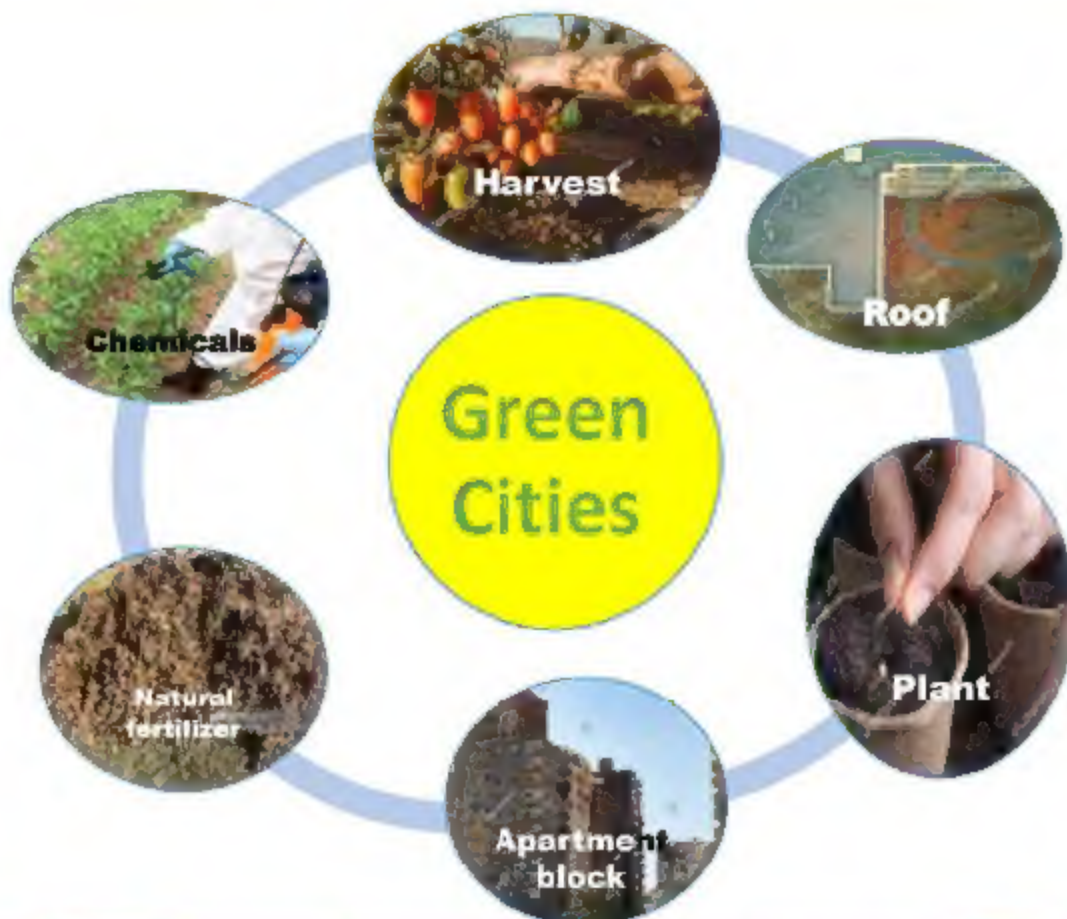 Harvest
Roof
Plant
Apartment
block
Natural
fertilizer
Chemicals
Green
Cities